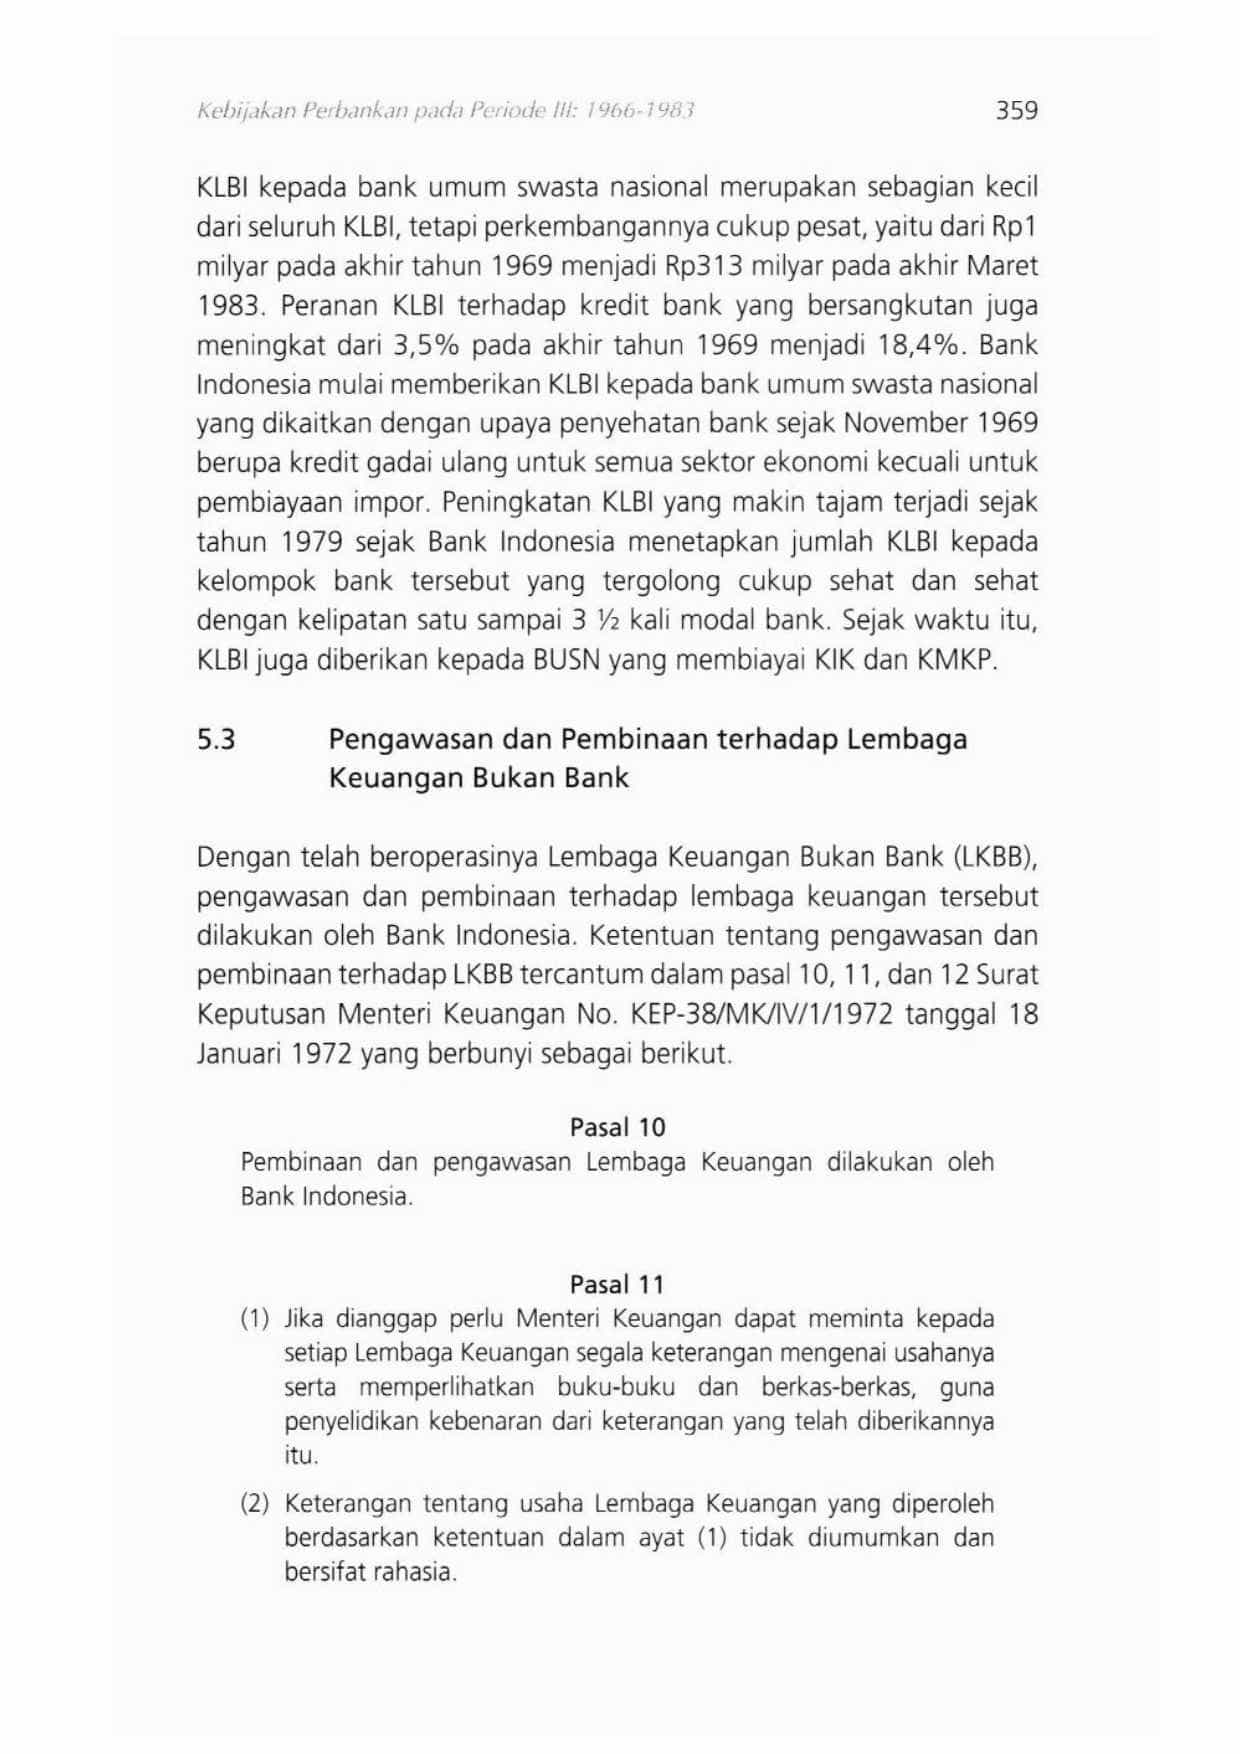 Kebijakan Perbankan pada Periode III: 1966-1983 359
KLBI kepada bank umum swasta nasional merupakan sebagian kecil
dari seluruh KLBI, tetapi perkembangannya cukup pesat, yaitu dari Rp1
milyar pada akhir tahun 1969 menjadi Rp313 milyar pada akhir Maret
1983. Peranan KLBI terhadap kredit bank yang bersangkutan juga
meningkat dari 3,5% pada akhir tahun 1969 menjadi 18,4%. Bank
Indonesia mulai memberikan KLBI kepada bank umum swasta nasional
yang dikaitkan dengan upaya penyehatan bank sejak November 1969
berupa kredit gadai ulang untuk semua sektor ekonomi kecuali untuk
pembiayaan impor. Peningkatan KLBI yang makin tajam terjadi sejak
tahun 1979 sejak Bank Indonesia menetapkan jumlah KLBI kepada
kelompok bank tersebut yang tergolong cukup sehat dan sehat
dengan kelipatan satu sampai 3 ½ kali modal bank. Sejak waktu itu,
KLBI juga diberikan kepada BUSN yang membiayai KIK dan KMKP.
5.3 Pengawasan dan Pembinaan terhadap Lembaga
Keuangan Bukan Bank
Dengan telah beroperasinya Lembaga Keuangan Bukan Bank (LKBB),
pengawasan dan pembinaan terhadap lembaga keuangan tersebut
dilakukan oleh Bank Indonesia. Ketentuan tentang pengawasan dan
pembinaan terhadap LKBB tercantum dalam pasal 10, 11, dan 12 Surat
Keputusan Menteri Keuangan No. KEP-38/MK/IV/1/1972 tanggal 18
Januari 1972 yang berbunyi sebagai berikut.
Pasal 10
Pembinaan dan pengawasan Lembaga Keuangan dilakukan oleh
Bank Indonesia.
Pasal 11
(1) Jika dianggap perlu Menteri Keuangan dapat meminta kepada
setiap Lembaga Keuangan segala keterangan mengenai usahanya
serta memperlihatkan buku-buku dan berkas-berkas, guna
penyelidikan kebenaran dari keterangan yang telah diberikannya
itu.
(2) Keterangan tentang usaha Lembaga Keuangan yang diperoleh
berdasarkan ketentuan dalam ayat (1) tidak diumumkan dan
bersifat rahasia.